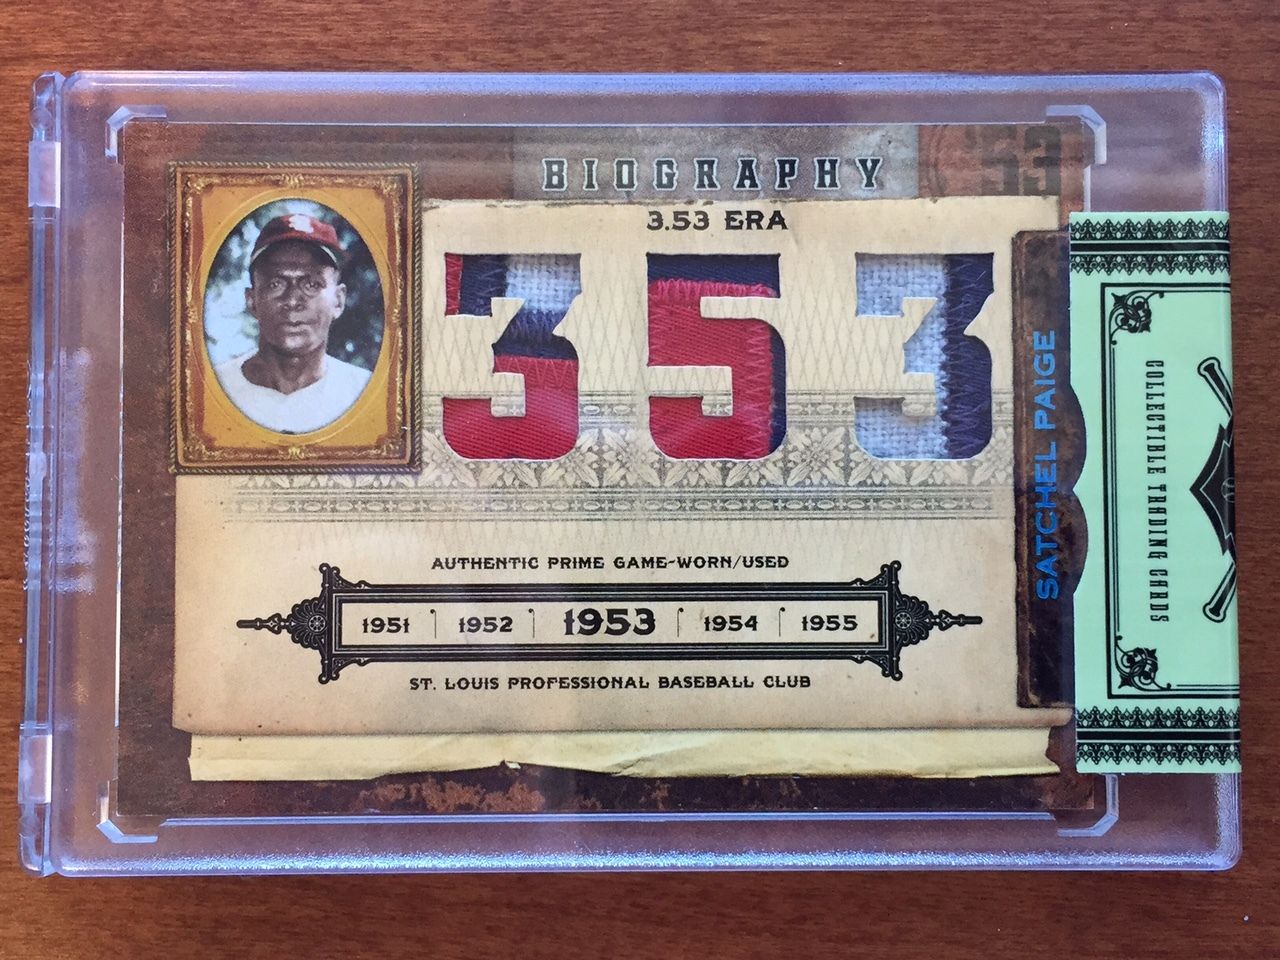 BIOGRAPHY
'53
3.53 ERA
353
SATCHEL PAIGE
COLLECTIBLE TRADING CARDS
AUTHENTIC PRIME GAME-WORN/USED
1951 1952 1953 1954 1955
ST. LOUIS PROFESSIONAL BASEBALL CLUB